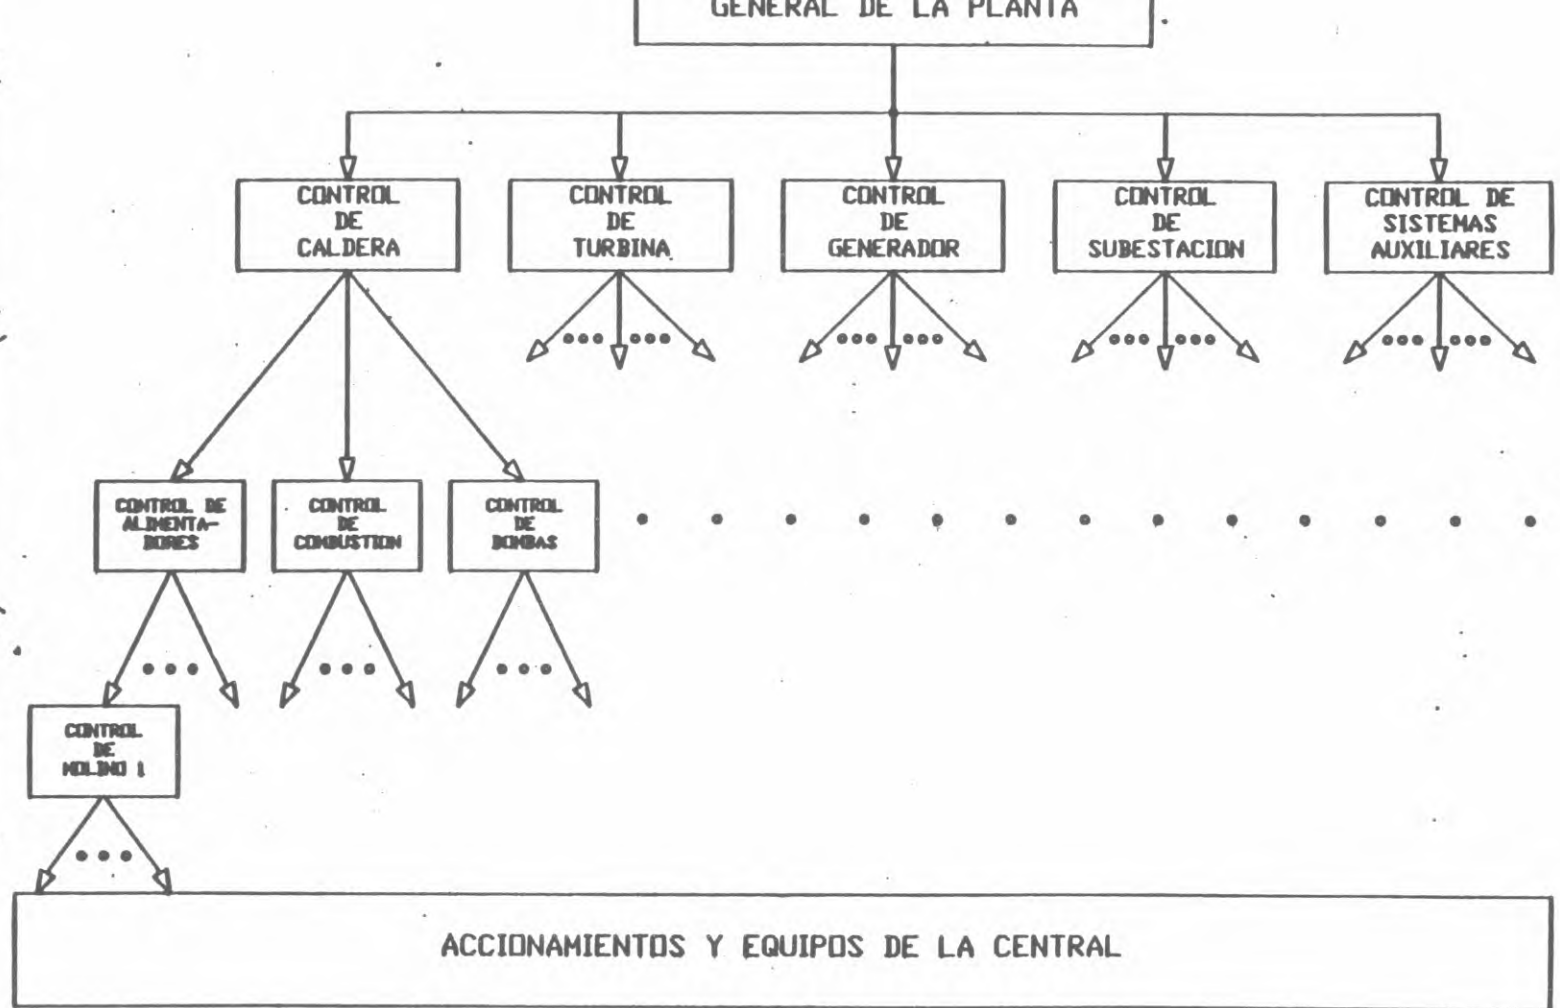 GENERAL DE LA PLANTA
CONTROL
DE
CALDERA
CONTROL
DE
TURBINA
CONTROL
DE
GENERADOR
CONTROL
DE
SUBESTACION
CONTROL DE
SISTEMAS
AUXILIARES
CONTROL DE
ALIMENTA-
DORES
CONTROL
DE
COMBUSTION
CONTROL
DE
BOMBAS
CONTROL
DE
MOLINO 1
ACCIONAMIENTOS Y EQUIPOS DE LA CENTRAL